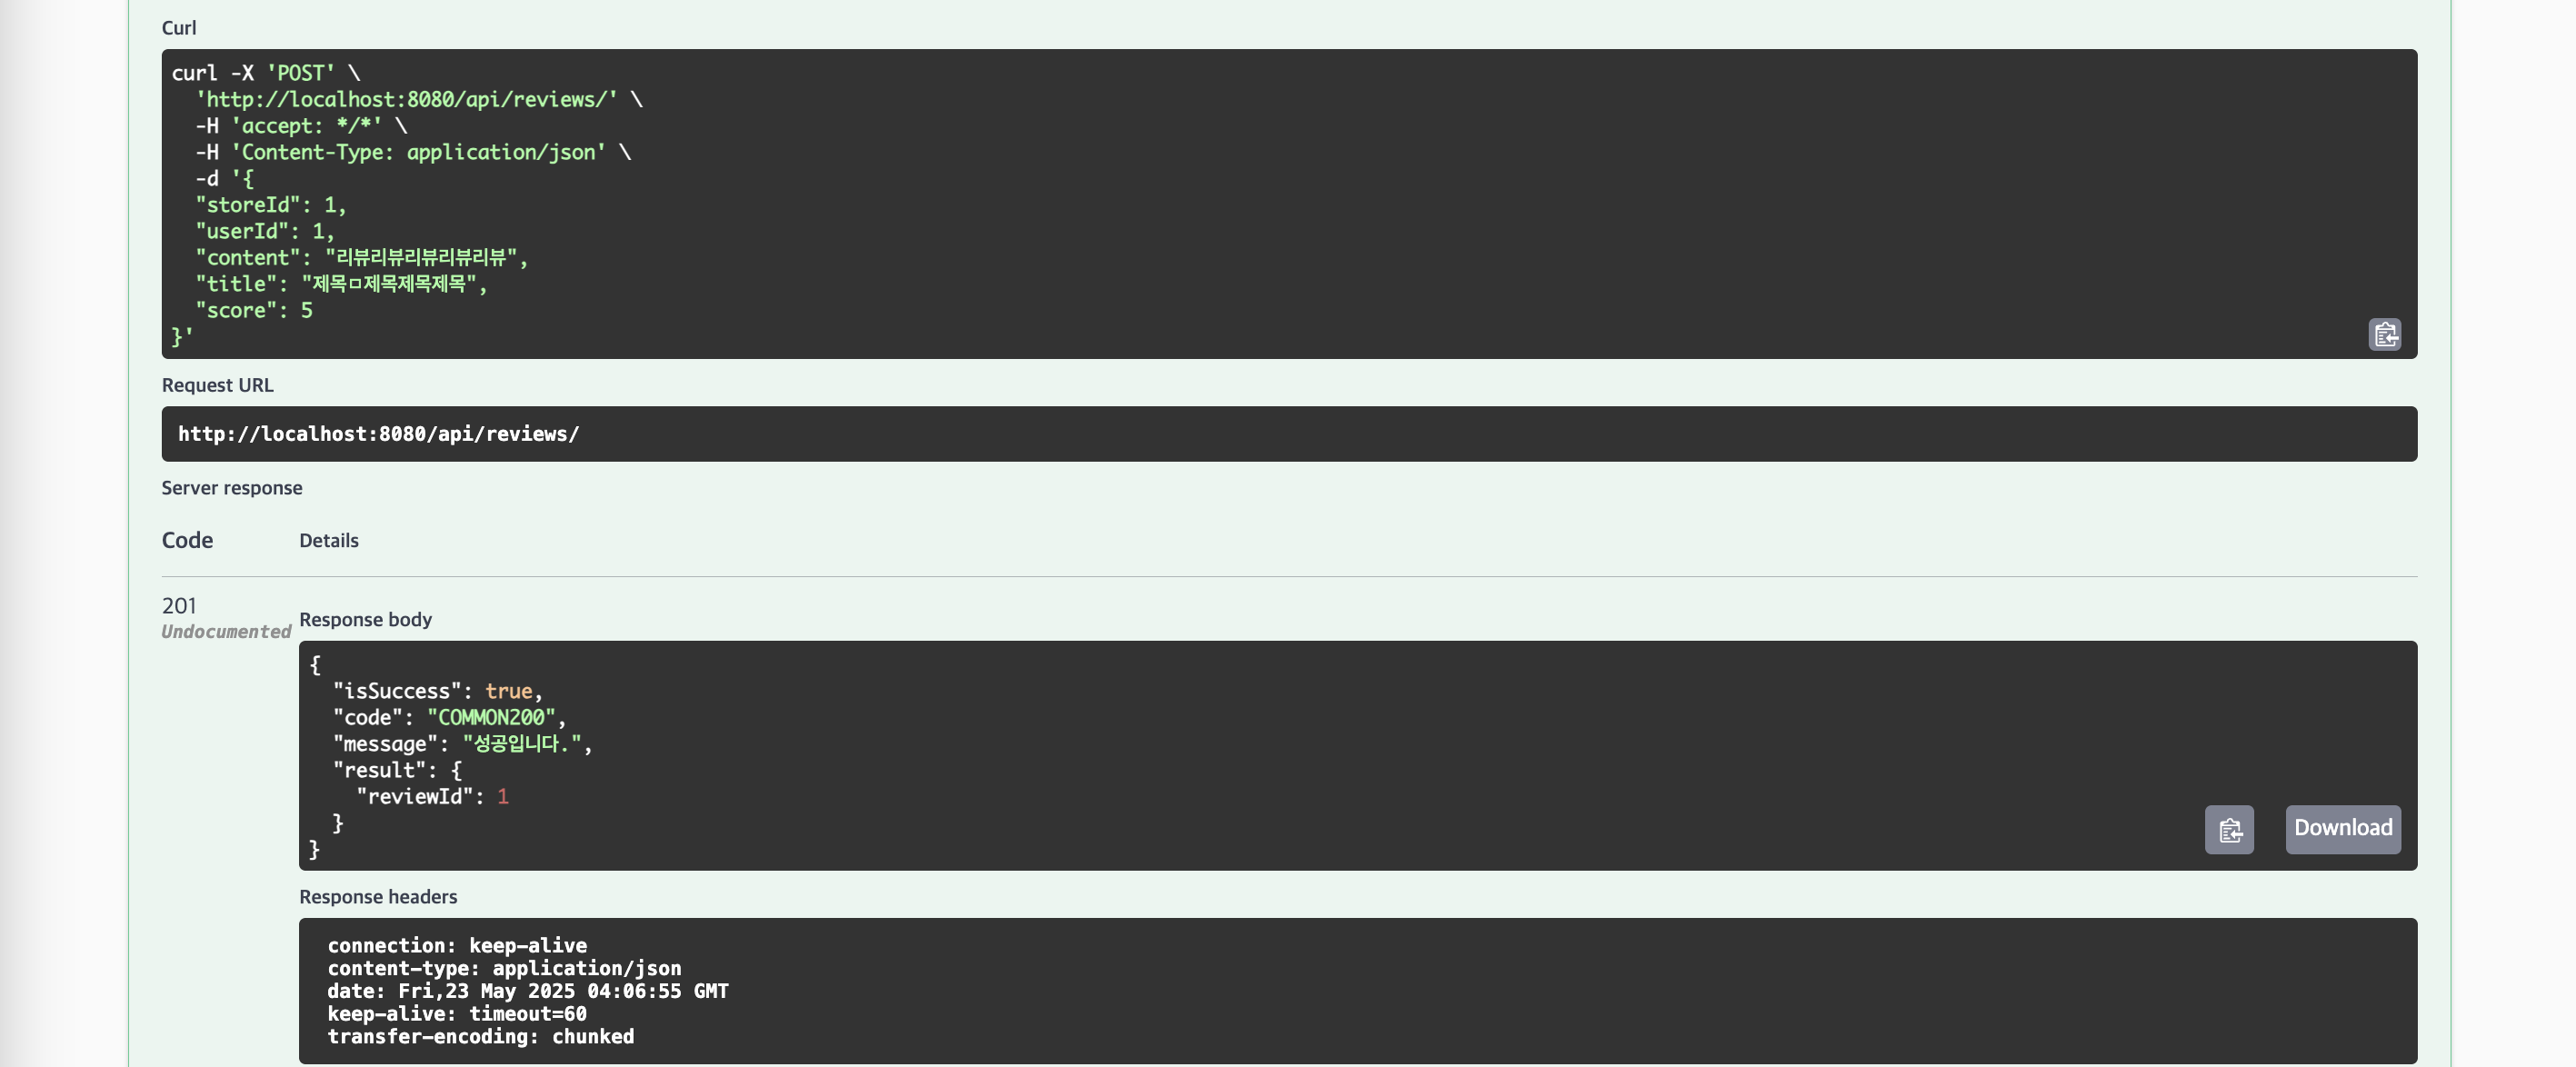 Curl
curl -X 'POST' \
  'http://localhost:8080/api/reviews/' \
  -H 'accept: */*' \
  -H 'Content-Type: application/json' \
  -d '{
  "storeId": 1,
  "userId": 1,
  "content": "리뷰리뷰리뷰리뷰리뷰",
  "title": "제목ㅁ제목제목제목",
  "score": 5
}'
Request URL
http://localhost:8080/api/reviews/
Server response
Code Details
201
Undocumented
Response body
{
  "isSuccess": true,
  "code": "COMMON200",
  "message": "성공입니다.",
  "result": {
    "reviewId": 1
  }
}
Download
Response headers
connection: keep-alive
content-type: application/json
date: Fri,23 May 2025 04:06:55 GMT
keep-alive: timeout=60
transfer-encoding: chunked